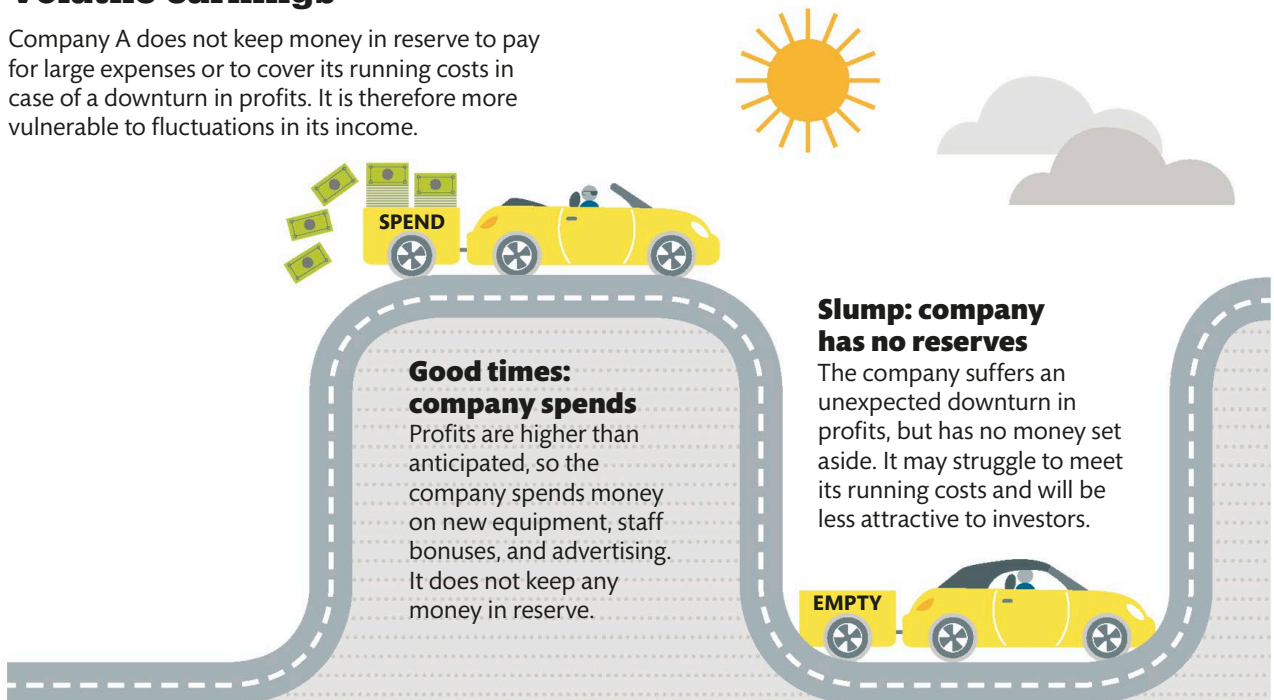 Volatile earnings
Company A does not keep money in reserve to pay
for large expenses or to cover its running costs in
case of a downturn in profits. It is therefore more
vulnerable to fluctuations in its income.
SPEND
Good times:
company spends
Profits are higher than
anticipated, so the
company spends money
on new equipment, staff
bonuses, and advertising.
It does not keep any
money in reserve.
Slump: company
has no reserves
The company suffers an
unexpected downturn in
profits, but has no money set
aside. It may struggle to meet
its running costs and will be
less attractive to investors.
EMPTY